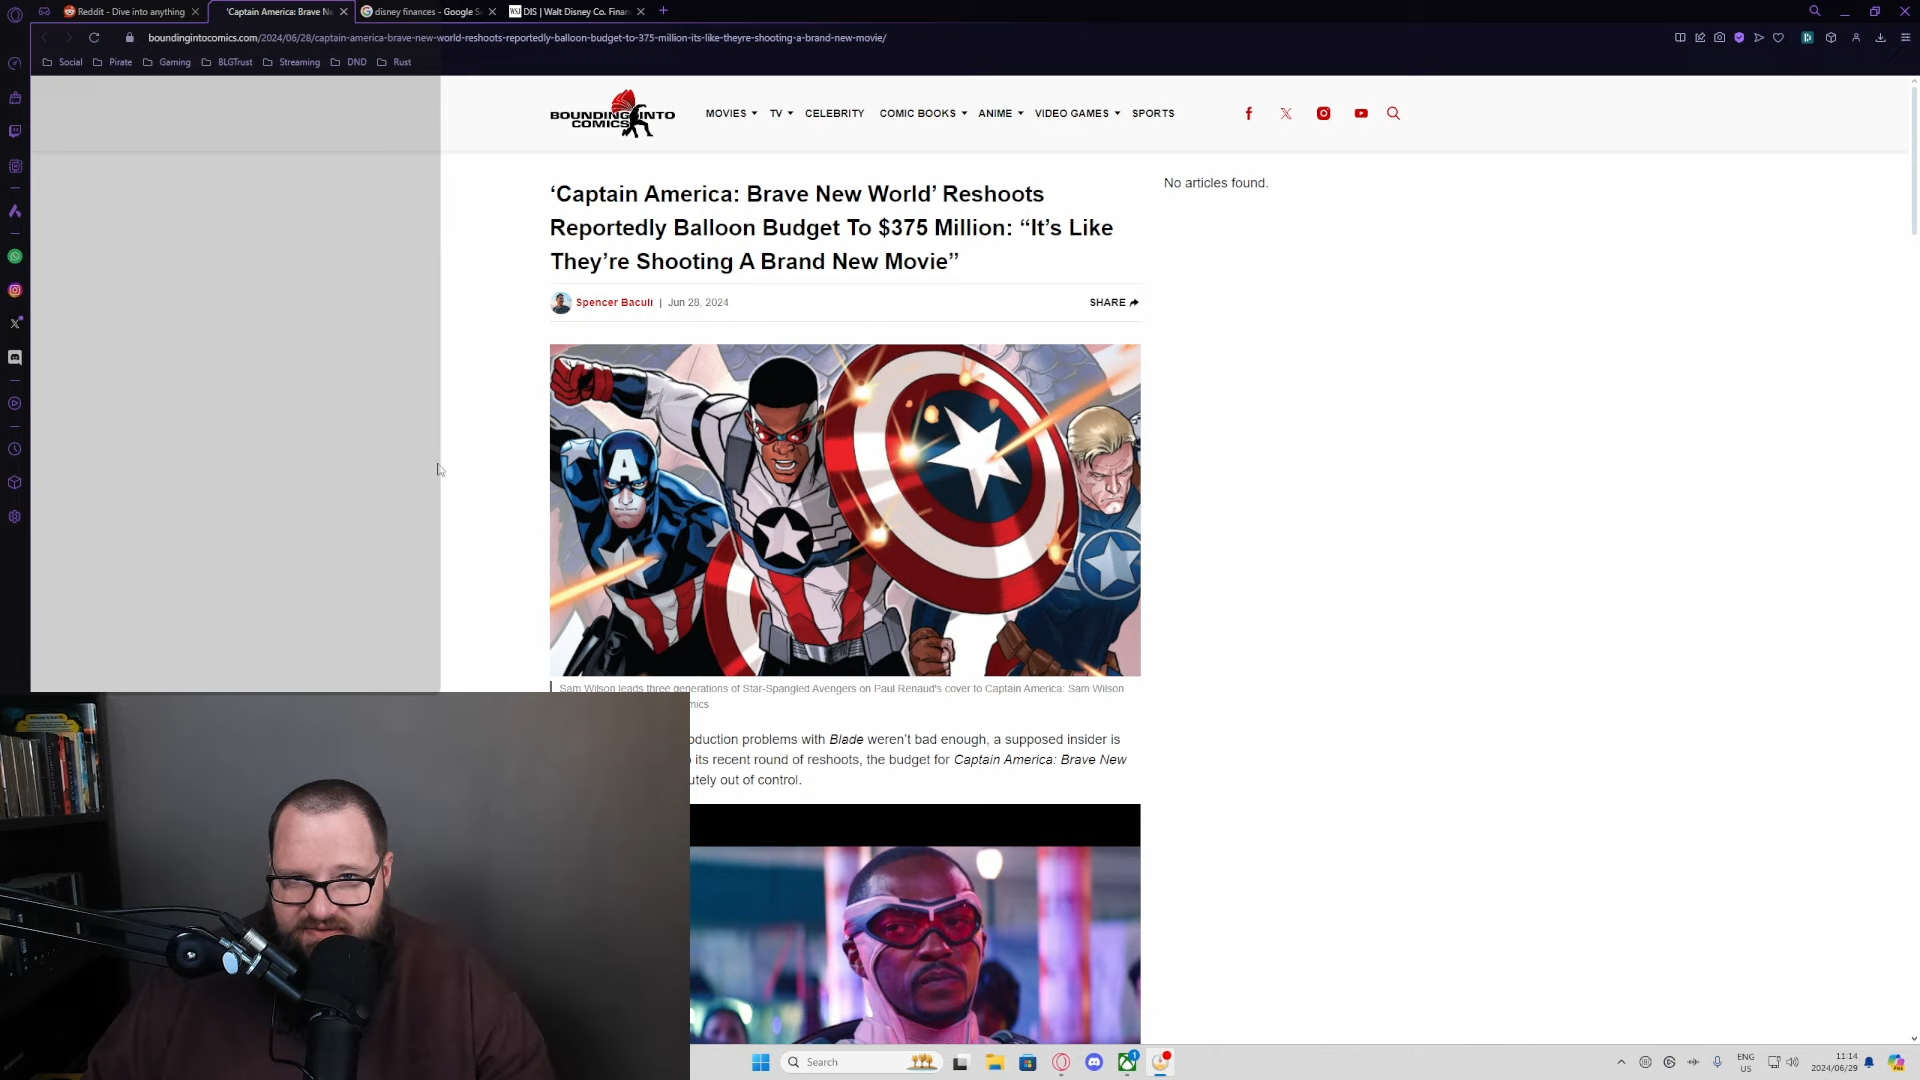 Reddit - Dive into anything
'Captain America: Brave Ne
disney finances - Google Se
WSJ DIS | Walt Disney Co. Finan
boundingintocomics.com/2024/06/28/captain-america-brave-new-world-reshoots-reportedly-balloon-budget-to-375-million-its-like-theyre-shooting-a-brand-new-movie/
Social Pirate Gaming BLGTrust Streaming DND Rust
BOUNDING INTO
COMICS
MOVIES TV CELEBRITY COMIC BOOKS ANIME VIDEO GAMES SPORTS
‘Captain America: Brave New World’ Reshoots
Reportedly Balloon Budget To $375 Million: “It’s Like
They’re Shooting A Brand New Movie”
Spencer Baculi | Jun 28, 2024
SHARE
No articles found.
A
Sam Wilson leads three generations of Star-Spangled Avengers on Paul Renaud's cover to Captain America: Sam Wilson
mics
oduction problems with Blade weren’t bad enough, a supposed insider is
its recent round of reshoots, the budget for Captain America: Brave New
utely out of control.
Search
1
ENG
US
11:14
2024/06/29